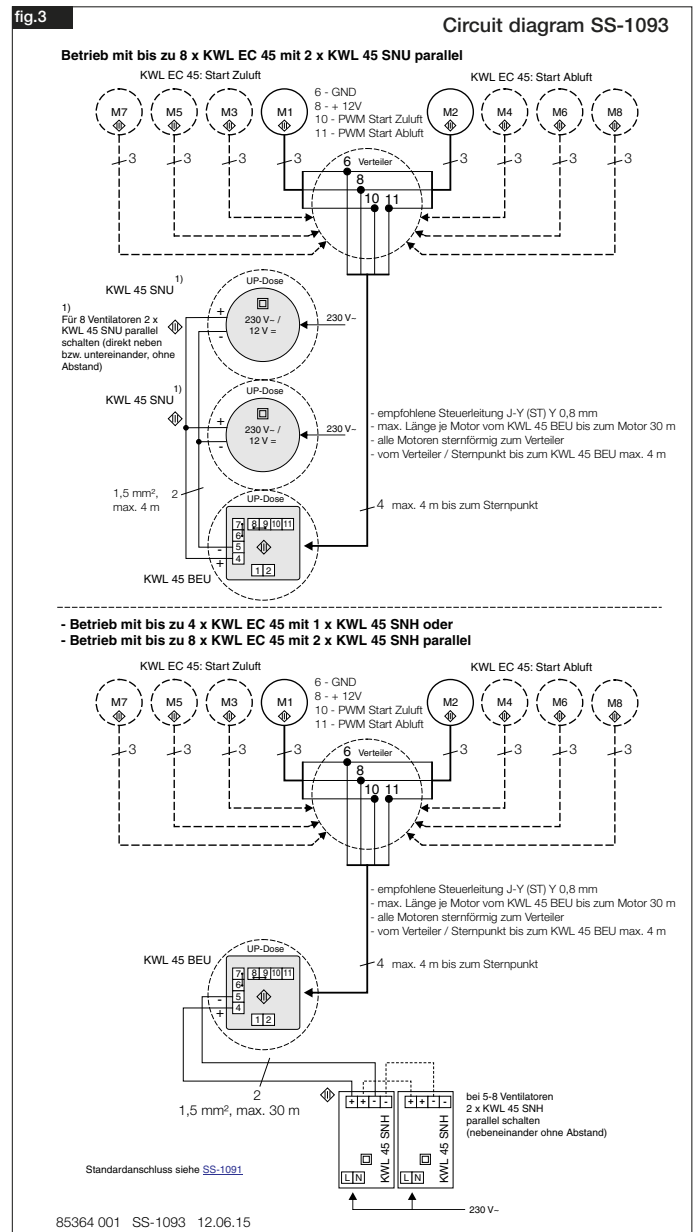 fig.3
Circuit diagram SS-1093
Betrieb mit bis zu 8 x KWL EC 45 mit 2 x KWL 45 SNU parallel
KWL EC 45: Start Zuluft
KWL EC 45: Start Abluft
6 - GND
8 - + 12V
10 - PWM Start Zuluft
11 - PWM Start Abluft
M7 M5 M3 M1 M2 M4 M6 M8
3 3 3 3 3 3 3 3
6 Verteiler
8
10 11
KWL 45 SNU 1)
UP-Dose
1)
Für 8 Ventilatoren 2 x
KWL 45 SNU parallel
schalten (direkt neben
bzw. untereinander, ohne
Abstand)
+
-
230 V~ /
12 V =
230 V~
KWL 45 SNU 1)
UP-Dose
+
-
230 V~ /
12 V =
230 V~
- empfohlene Steuerleitung J-Y (ST) Y 0,8 mm
- max. Länge je Motor vom KWL 45 BEU bis zum Motor 30 m
- alle Motoren sternförmig zum Verteiler
- vom Verteiler / Sternpunkt bis zum KWL 45 BEU max. 4 m
1,5 mm², 2
max. 4 m
UP-Dose
4 max. 4 m bis zum Sternpunkt
7 8 9 10 11
6
- 5
+ 4
1 2
KWL 45 BEU
- Betrieb mit bis zu 4 x KWL EC 45 mit 1 x KWL 45 SNH oder
- Betrieb mit bis zu 8 x KWL EC 45 mit 2 x KWL 45 SNH parallel
KWL EC 45: Start Zuluft
KWL EC 45: Start Abluft
6 - GND
8 - + 12V
10 - PWM Start Zuluft
11 - PWM Start Abluft
M7 M5 M3 M1 M2 M4 M6 M8
3 3 3 3 3 3 3 3
6 Verteiler
8
10 11
- empfohlene Steuerleitung J-Y (ST) Y 0,8 mm
- max. Länge je Motor vom KWL 45 BEU bis zum Motor 30 m
- alle Motoren sternförmig zum Verteiler
- vom Verteiler / Sternpunkt bis zum KWL 45 BEU max. 4 m
KWL 45 BEU
UP-Dose
4 max. 4 m bis zum Sternpunkt
7 8 9 10 11
6
- 5
+ 4
1 2
2
1,5 mm², max. 30 m
+ + - -
+ + - -
KWL 45 SNH
KWL 45 SNH
L N
L N
bei 5-8 Ventilatoren
2 x KWL 45 SNH
parallel schalten
(nebeneinander ohne Abstand)
Standardanschluss siehe SS-1091
230 V~
85364 001 SS-1093 12.06.15